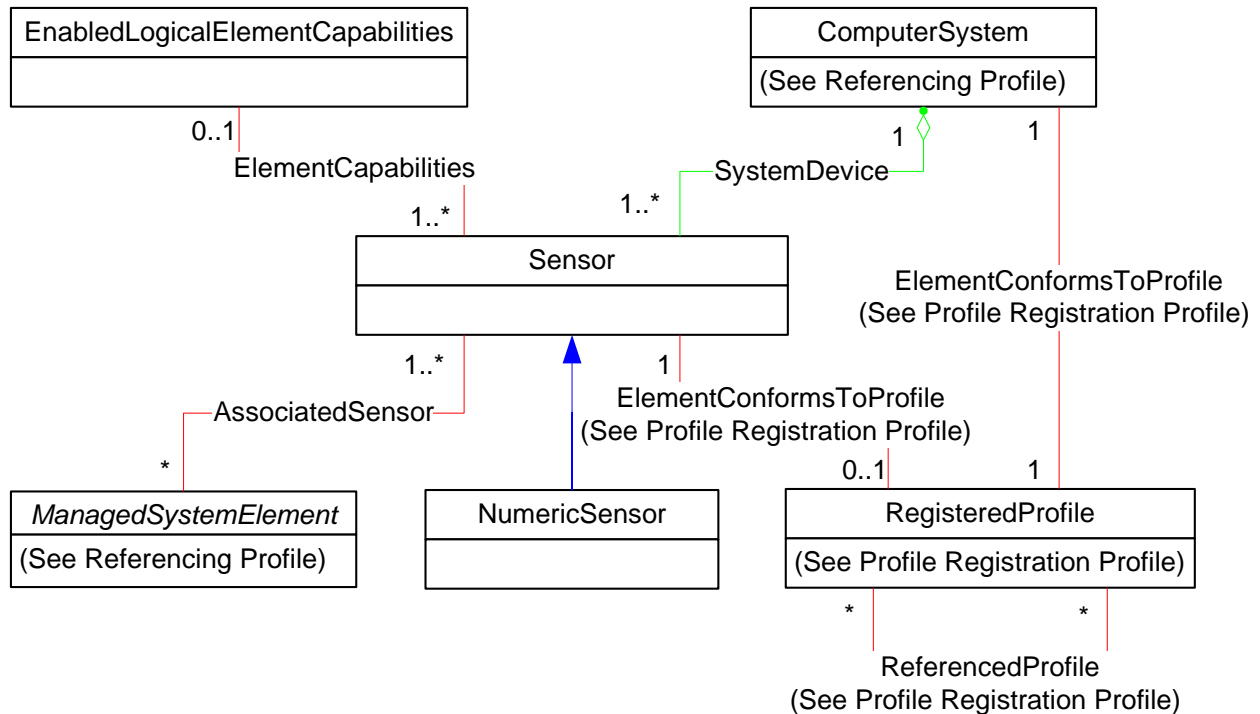 EnabledLogicalElementCapabilities
ComputerSystem
(See Referencing Profile)
0..1
1
1
ElementCapabilities
SystemDevice
1..*
1..*
Sensor
ElementConformsToProfile
(See Profile Registration Profile)
1..*
1
AssociatedSensor
ElementConformsToProfile
(See Profile Registration Profile)
*
0..1
1
ManagedSystemElement
(See Referencing Profile)
NumericSensor
RegisteredProfile
(See Profile Registration Profile)
*
*
ReferencedProfile
(See Profile Registration Profile)